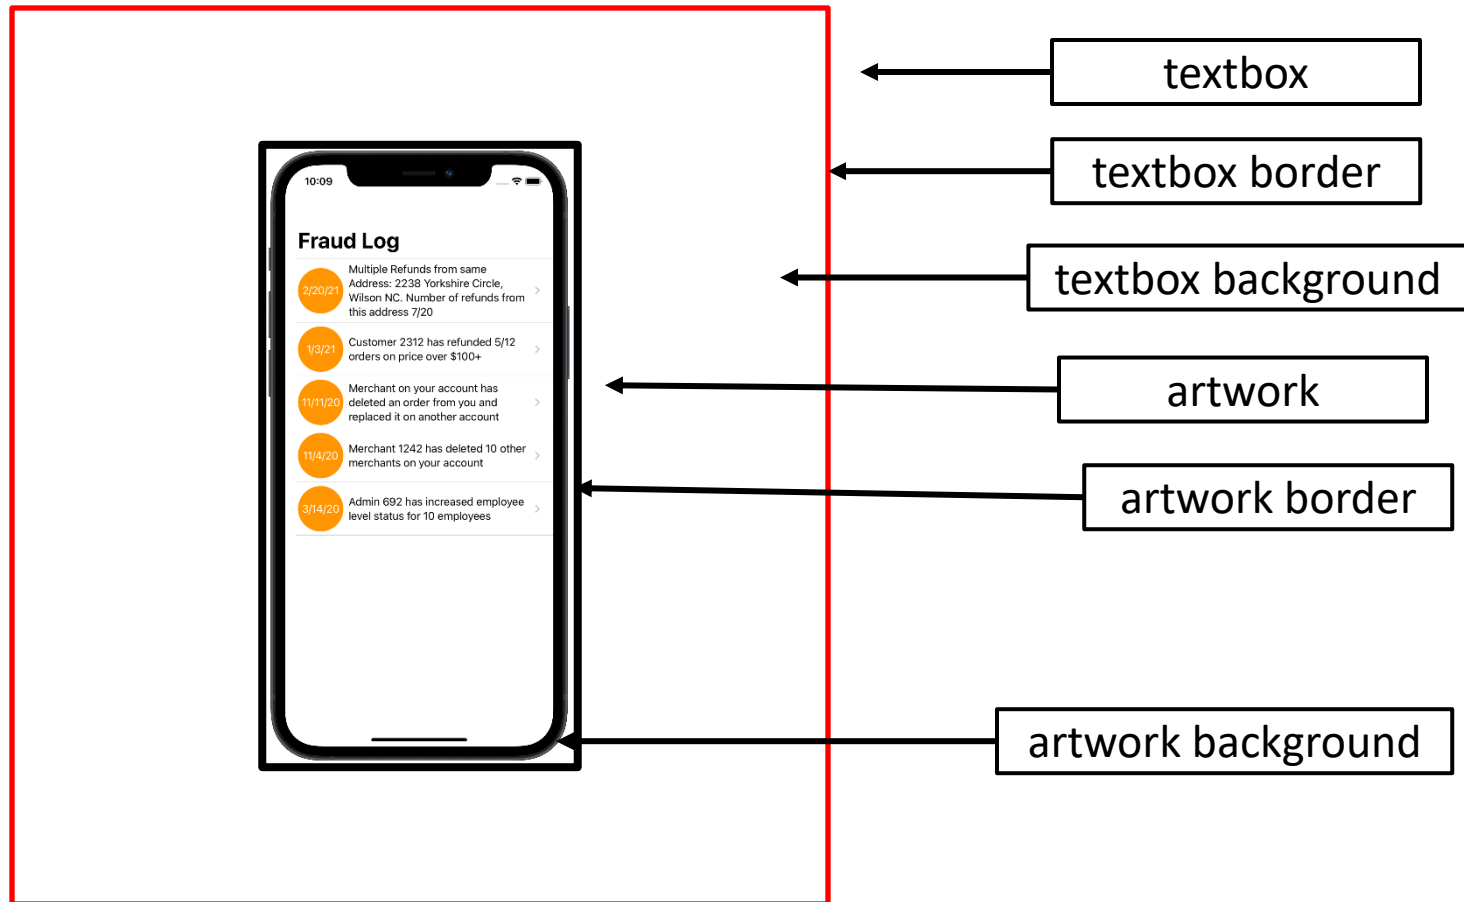 textbox
textbox border
textbox background
artwork
artwork border
artwork background
10:09
Fraud Log
2/20/21
Multiple Refunds from same
Address: 2238 Yorkshire Circle,
Wilson NC. Number of refunds from
this address 7/20
1/3/21
Customer 2312 has refunded 5/12
orders on price over $100+
11/11/20
Merchant on your account has
deleted an order from you and
replaced it on another account
11/4/20
Merchant 1242 has deleted 10 other
merchants on your account
3/14/20
Admin 692 has increased employee
level status for 10 employees